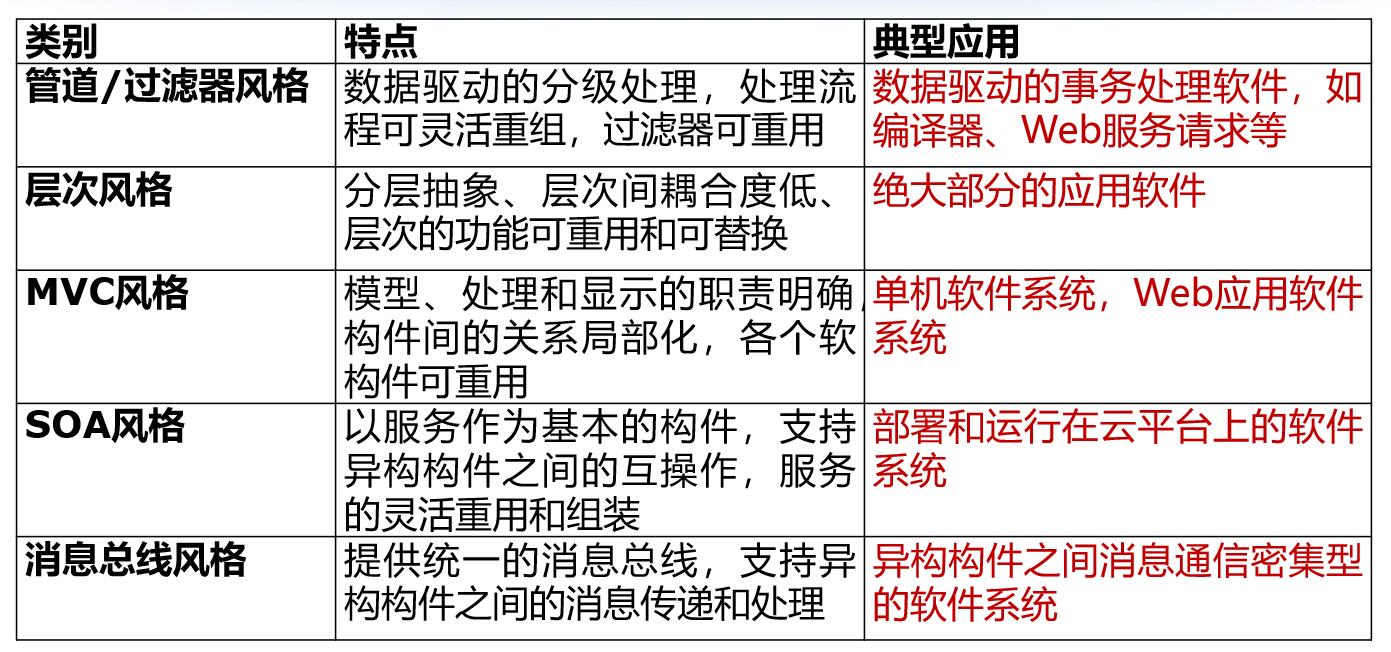 类别
特点
典型应用
管道/过滤器风格
数据驱动的分级处理，处理流
程可灵活重组，过滤器可重用
数据驱动的事务处理软件，如
编译器、Web服务请求等
层次风格
分层抽象、层次间耦合度低、
层次的功能可重用和可替换
绝大部分的应用软件
MVC风格
模型、处理和显示的职责明确，
构件间的关系局部化，各个软
构件可重用
单机软件系统，Web应用软件
系统
SOA风格
以服务作为基本的构件，支持
异构构件之间的互操作，服务
的灵活重用和组装
部署和运行在云平台上的软件
系统
消息总线风格
提供统一的消息总线，支持异
构构件之间的消息传递和处理
异构构件之间消息通信密集型
的软件系统